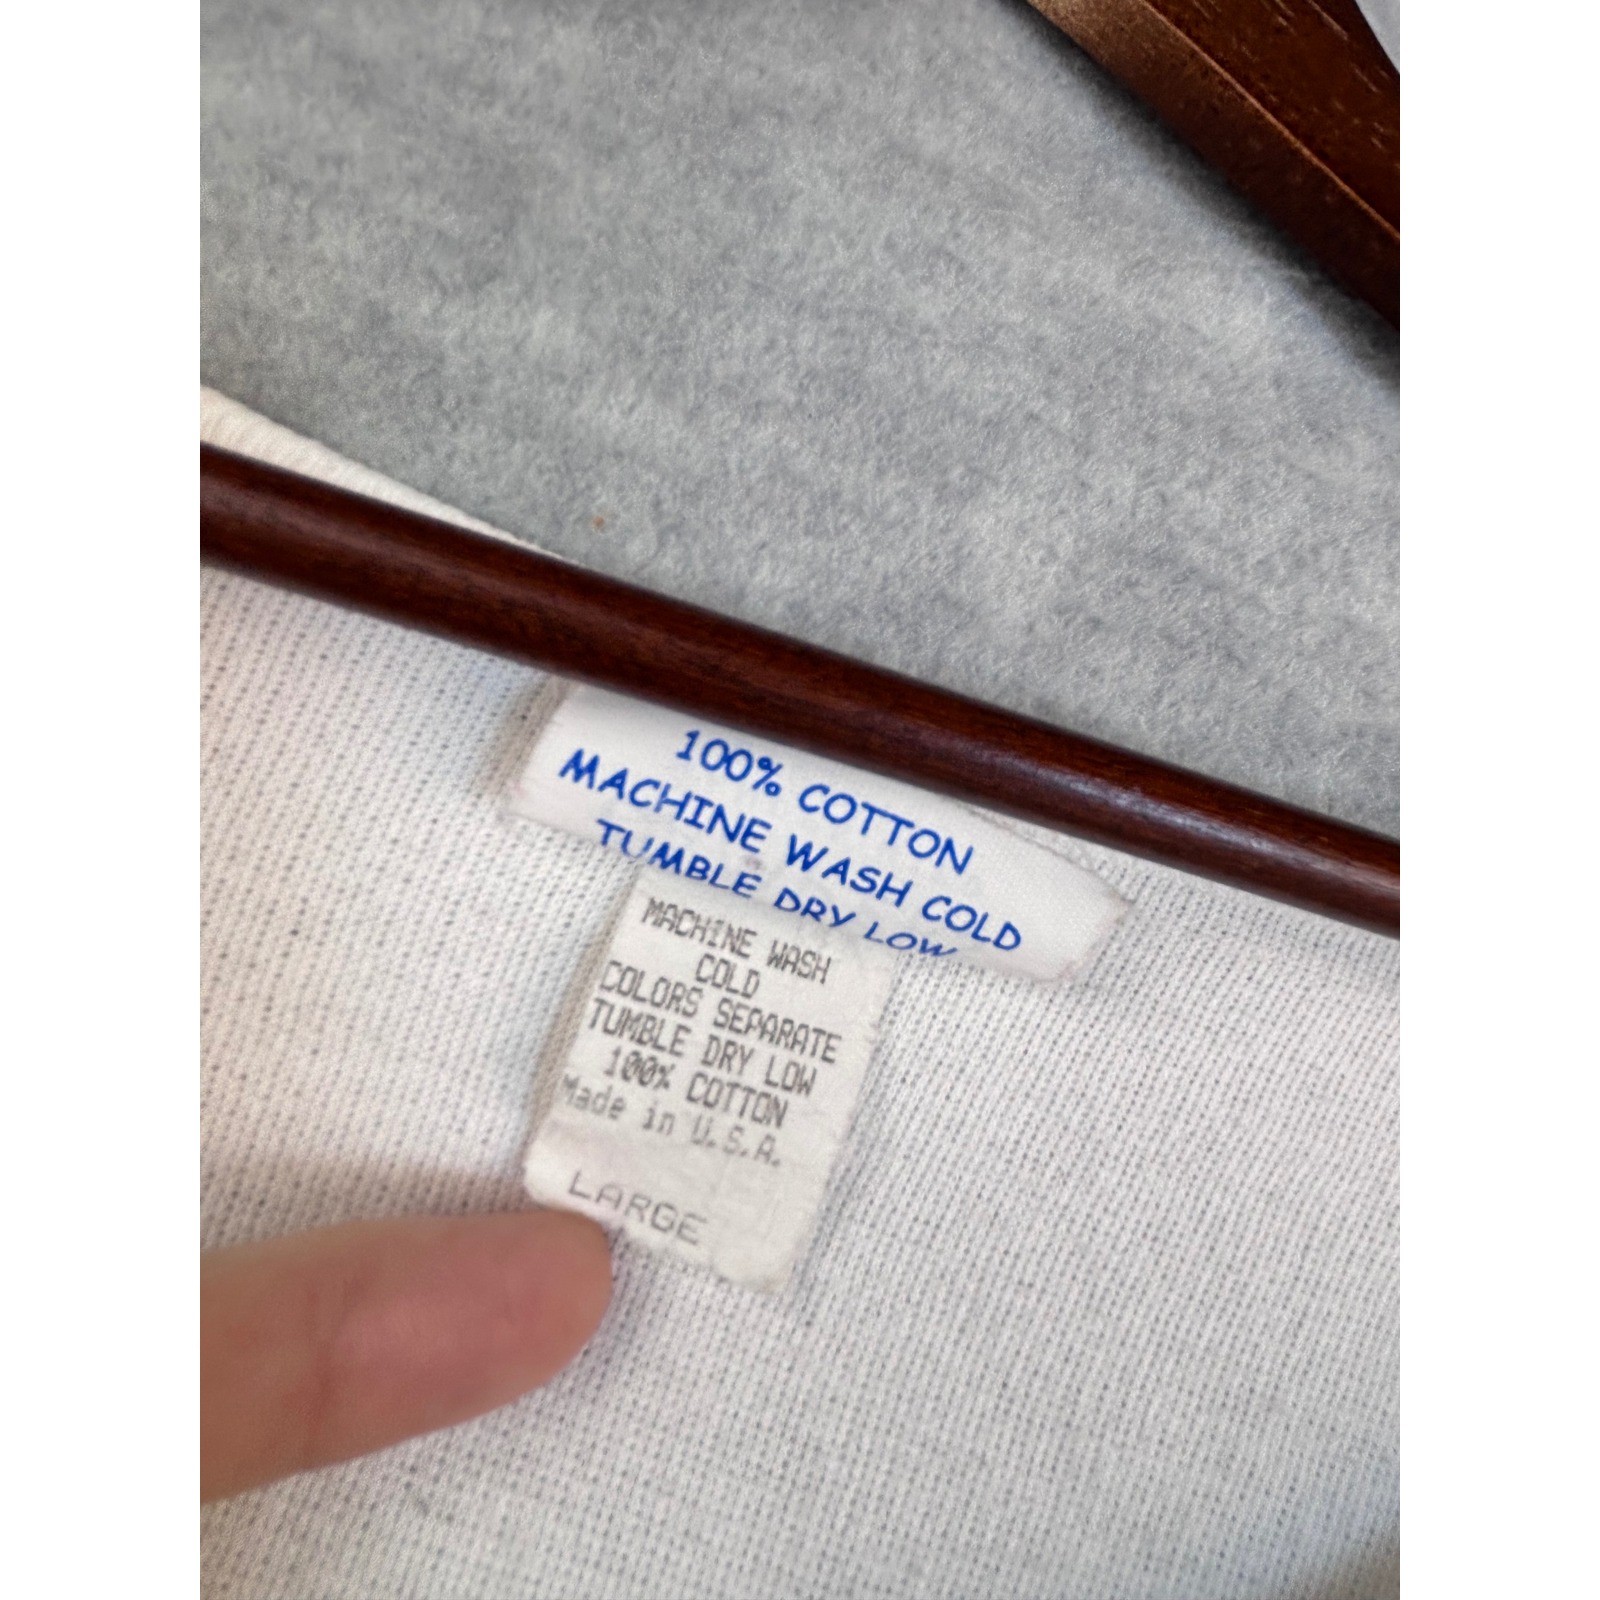 100% COTTON
MACHINE WASH COLD
TUMBLE DRY LOW
MACHINE WASH
COLD
COLORS SEPARATE
TUMBLE DRY LOW
100% COTTON
Made in U.S.A.
LARGE